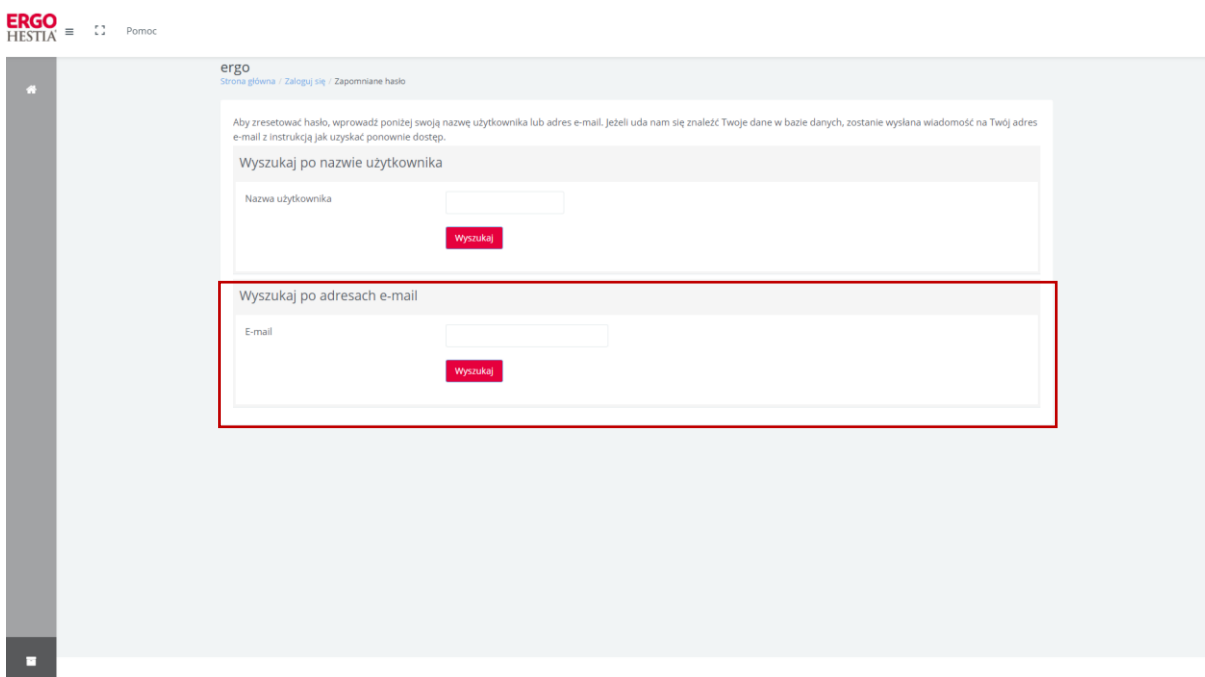 ERGO
HESTIA
Pomoc
ergo
Strona główna / Zaloguj się / Zapomniane hasło
Aby zresetować hasło, wprowadź poniżej swoją nazwę użytkownika lub adres e-mail. Jeżeli uda nam się znaleźć Twoje dane w bazie danych, zostanie wysłana wiadomość na Twój adres
e-mail z instrukcją jak uzyskać ponownie dostęp.
Wyszukaj po nazwie użytkownika
Nazwa użytkownika
Wyszukaj
Wyszukaj po adresach e-mail
E-mail
Wyszukaj